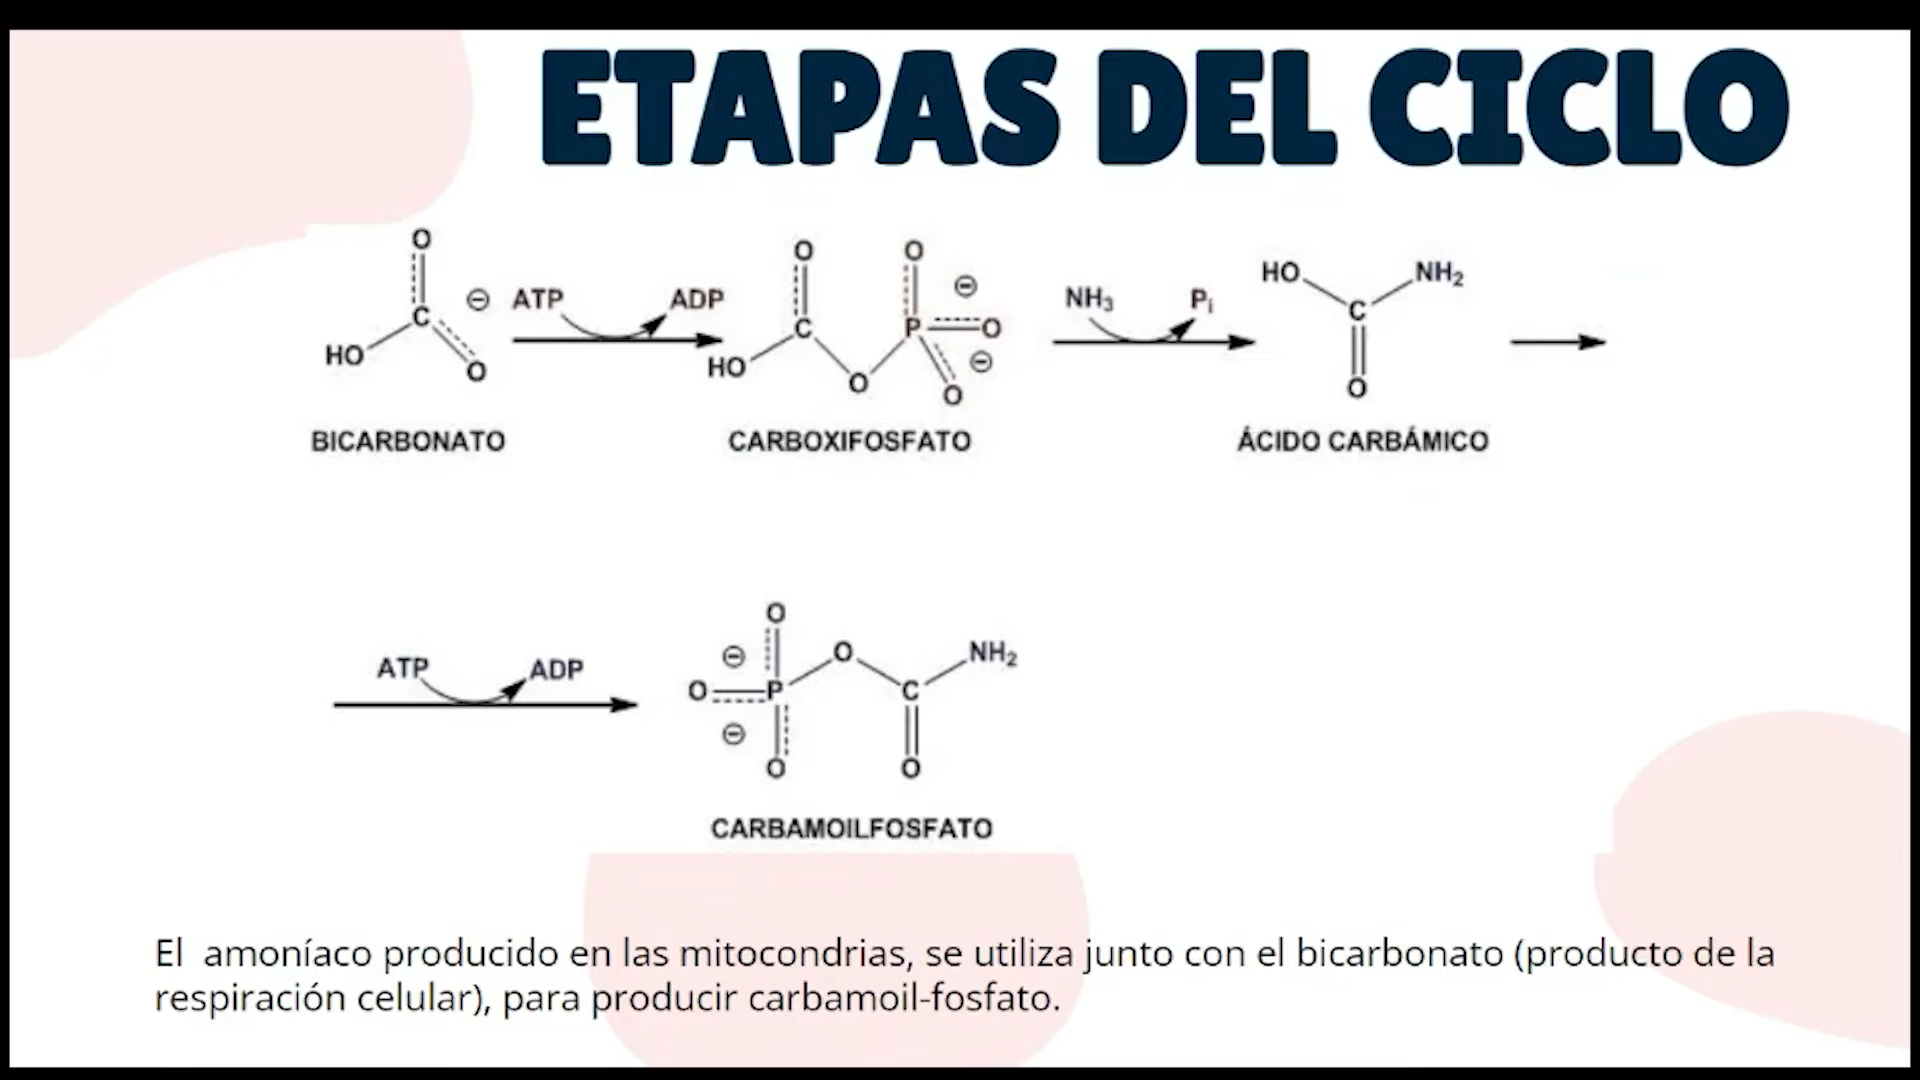 ETAPAS DEL CICLO
O O O
HO NH₂
⊖ ATP ADP ⊖ NH₃ Pᵢ
C C P O C
⊖
HO O HO O O O
BICARBONATO CARBOXIFOSFATO ÁCIDO CARBÁMICO
O
ATP ADP ⊖ O NH₂
O P C
⊖
O O
CARBAMOILFOSFATO
El amoníaco producido en las mitocondrias, se utiliza junto con el bicarbonato (producto de la
respiración celular), para producir carbamoil-fosfato.